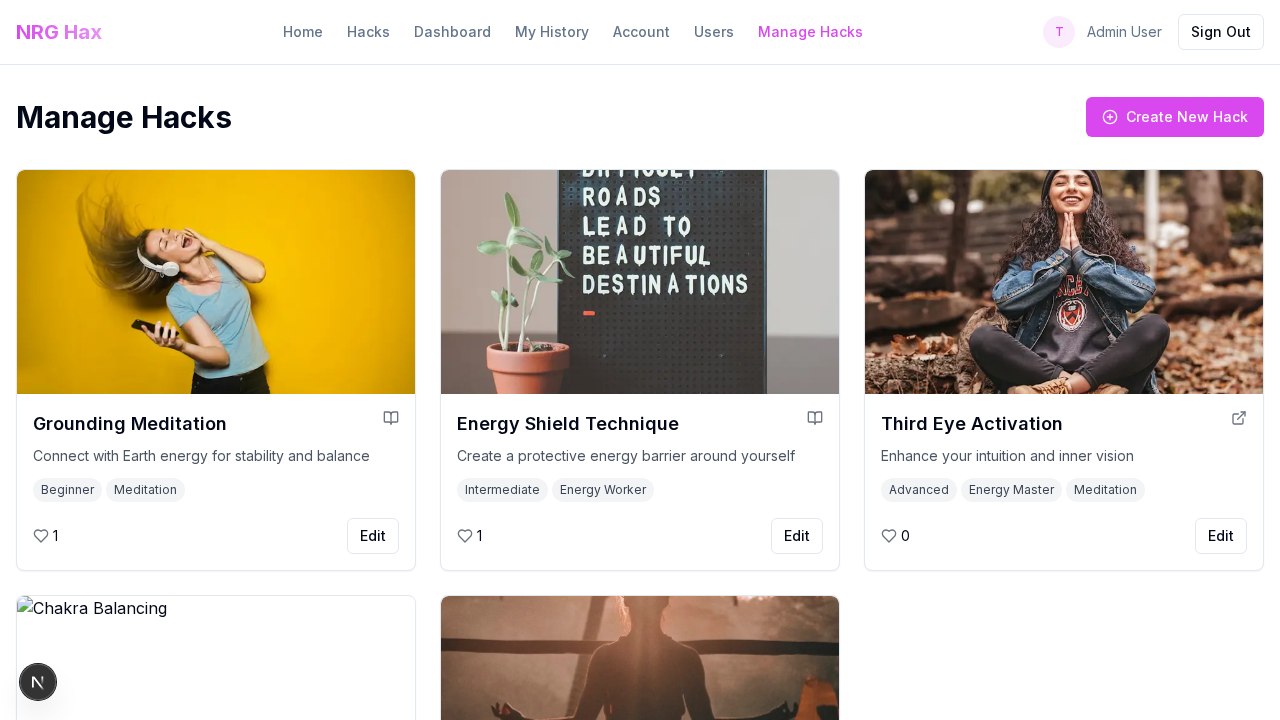 NRG Hax
Home
Hacks
Dashboard
My History
Account
Users
Manage Hacks
T
Admin User
Sign Out
Manage Hacks
Create New Hack
DIFFICULT
ROADS
LEAD TO
BEAUTIFUL
DESTINATIONS
Grounding Meditation
Connect with Earth energy for stability and balance
Beginner
Meditation
1
Edit
Energy Shield Technique
Create a protective energy barrier around yourself
Intermediate
Energy Worker
1
Edit
Third Eye Activation
Enhance your intuition and inner vision
Advanced
Energy Master
Meditation
0
Edit
Chakra Balancing
N